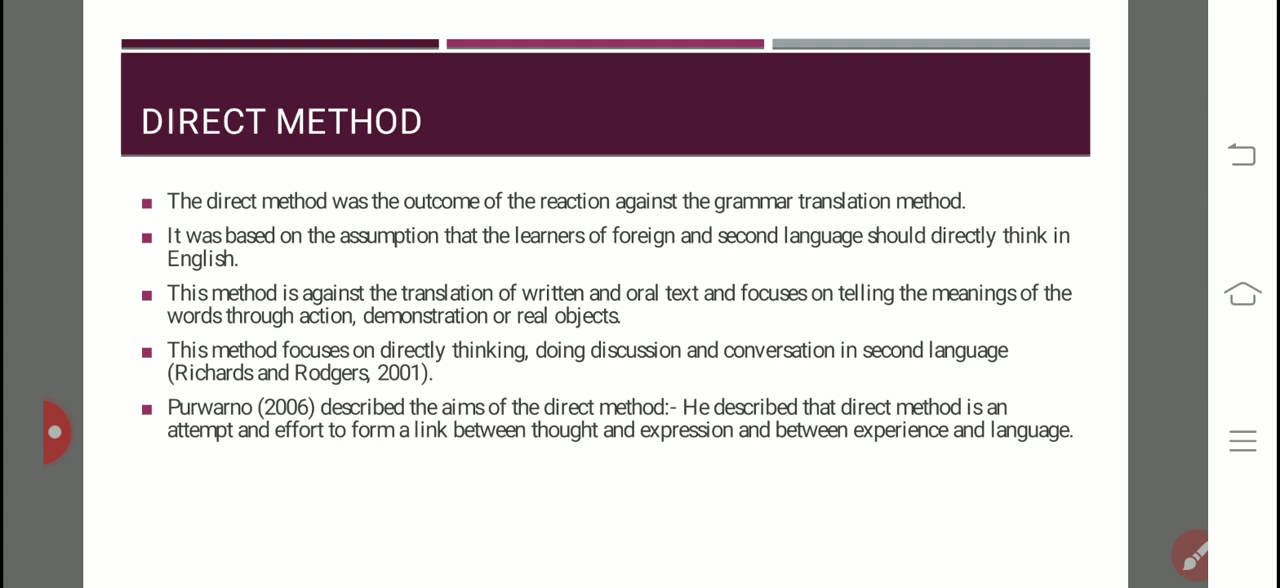 DIRECT METHOD
The direct method was the outcome of the reaction against the grammar translation method.
It was based on the assumption that the learners of foreign and second language should directly think in
English.
This method is against the translation of written and oral text and focuses on telling the meanings of the
words through action, demonstration or real objects.
This method focuses on directly thinking, doing discussion and conversation in second language
(Richards and Rodgers, 2001).
Purwarno (2006) described the aims of the direct method:- He described that direct method is an
attempt and effort to form a link between thought and expression and between experience and language.